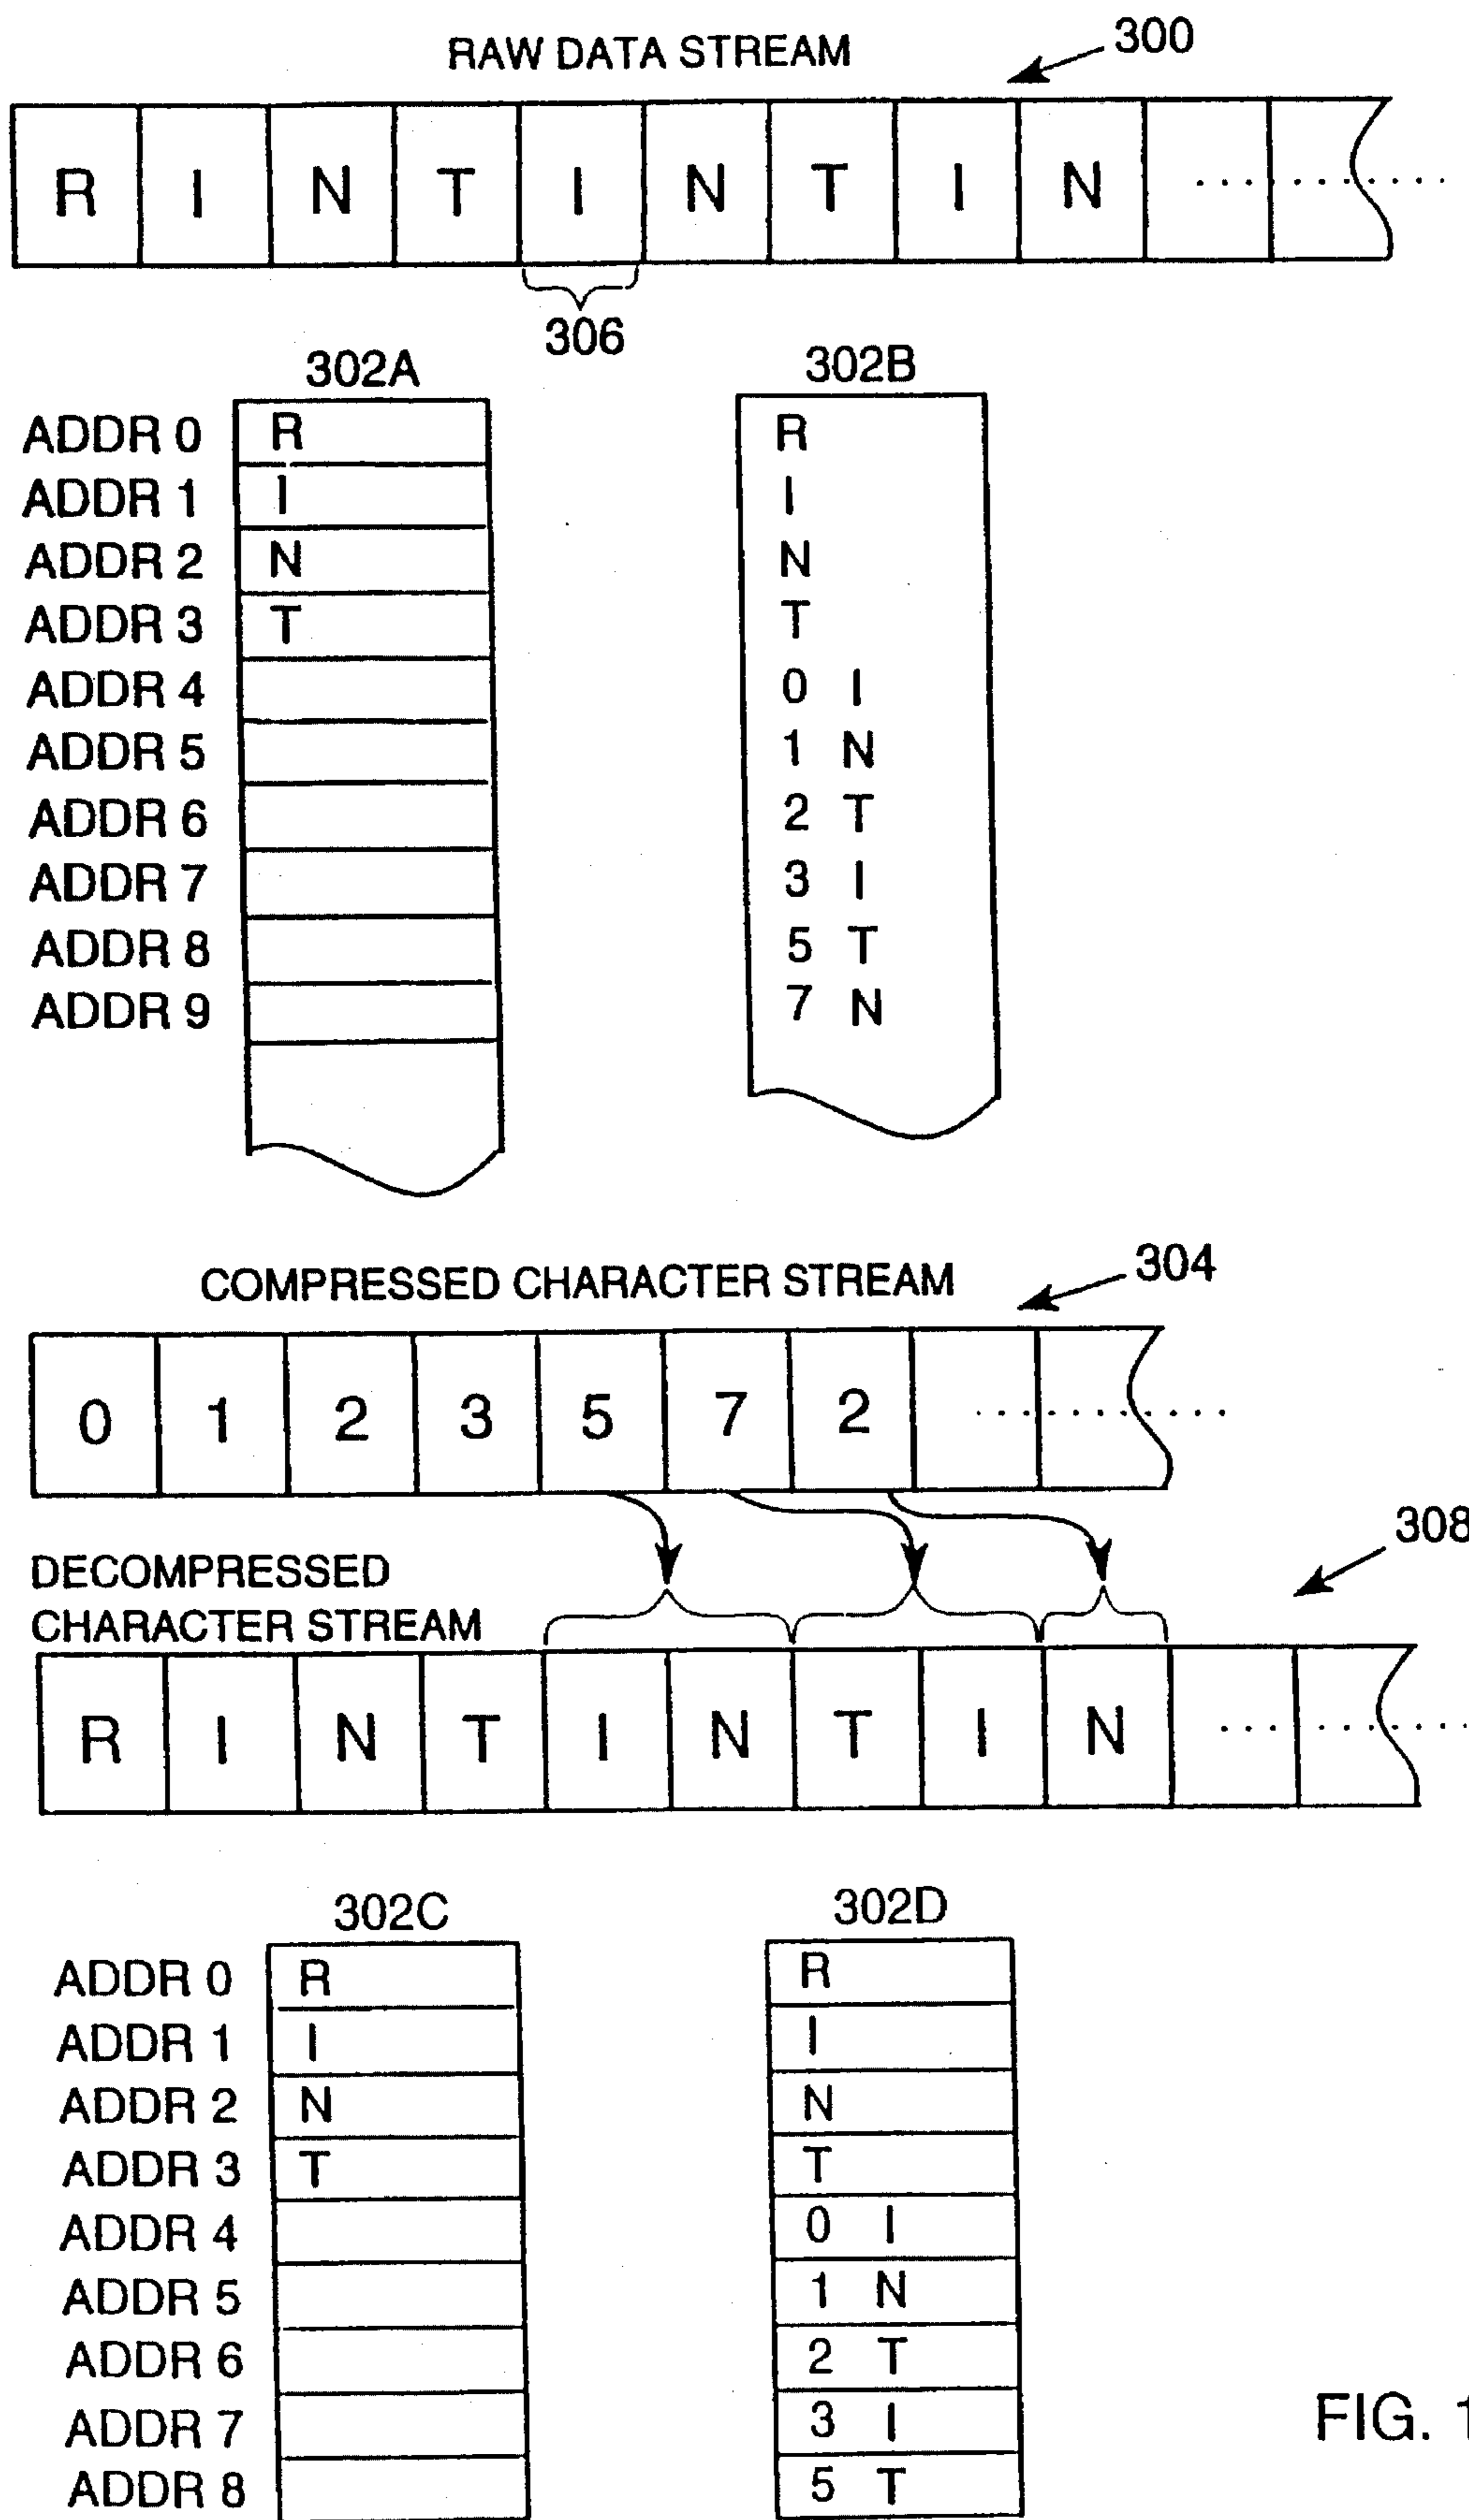 RAW DATA STREAM
300
R I N T I N T I N ..........
306
302A 302B
ADDR 0 R R
ADDR 1 I I
ADDR 2 N N
ADDR 3 T T
ADDR 4 0 I
ADDR 5 1 N
ADDR 6 2 T
ADDR 7 3 I
ADDR 8 5 T
ADDR 9 7 N
COMPRESSED CHARACTER STREAM
304
0 1 2 3 5 7 2 ..........
308
DECOMPRESSED
CHARACTER STREAM
R I N T I N T I N ..........
302C 302D
ADDR 0 R R
ADDR 1 I I
ADDR 2 N N
ADDR 3 T T
ADDR 4 0 I
ADDR 5 1 N
ADDR 6 2 T
ADDR 7 3 I
ADDR 8 5 T
FIG.